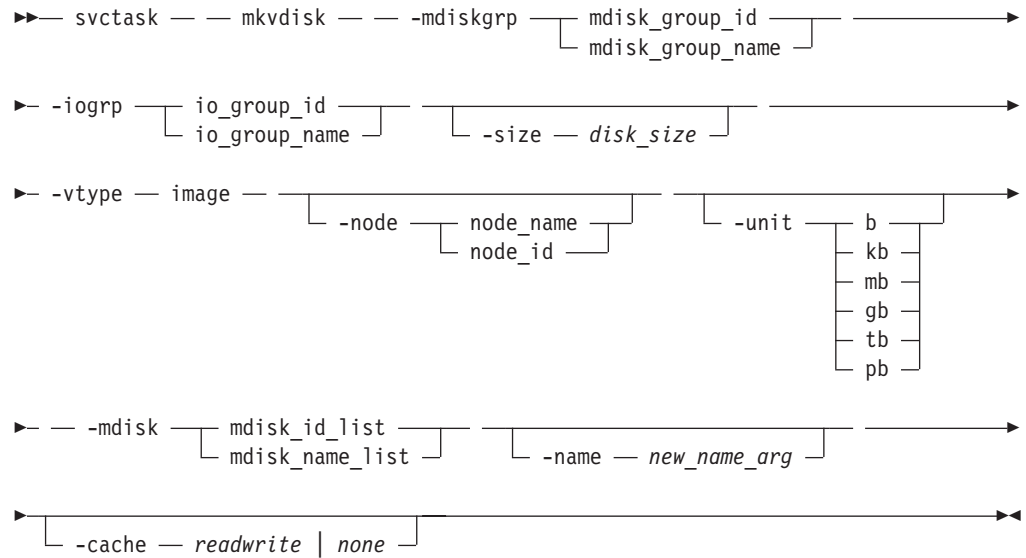 svctask mkvdisk -mdiskgrp mdisk_group_id
mdisk_group_name
-iogrp io_group_id -size disk_size
io_group_name
-vtype image -node node_name -unit b
node_id kb
mb
gb
tb
pb
-mdisk mdisk_id_list -name new_name_arg
mdisk_name_list
-cache readwrite | none